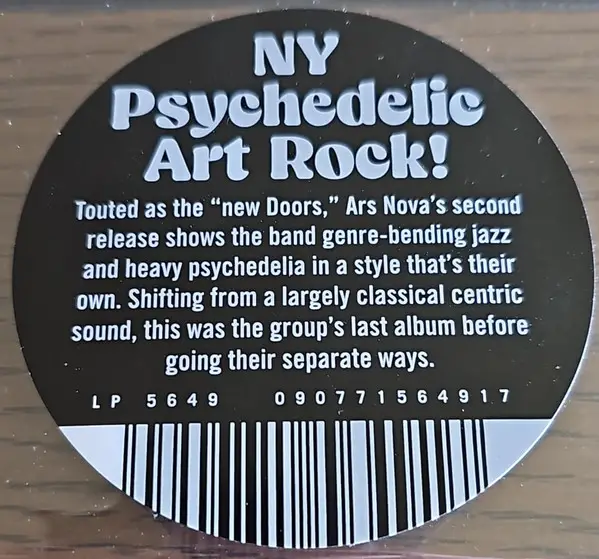 NY
Psychedelic
Art Rock!
Touted as the “new Doors,” Ars Nova’s second
release shows the band genre-bending jazz
and heavy psychedelia in a style that’s their
own. Shifting from a largely classical centric
sound, this was the group’s last album before
going their separate ways.
LP 5649 090771564917